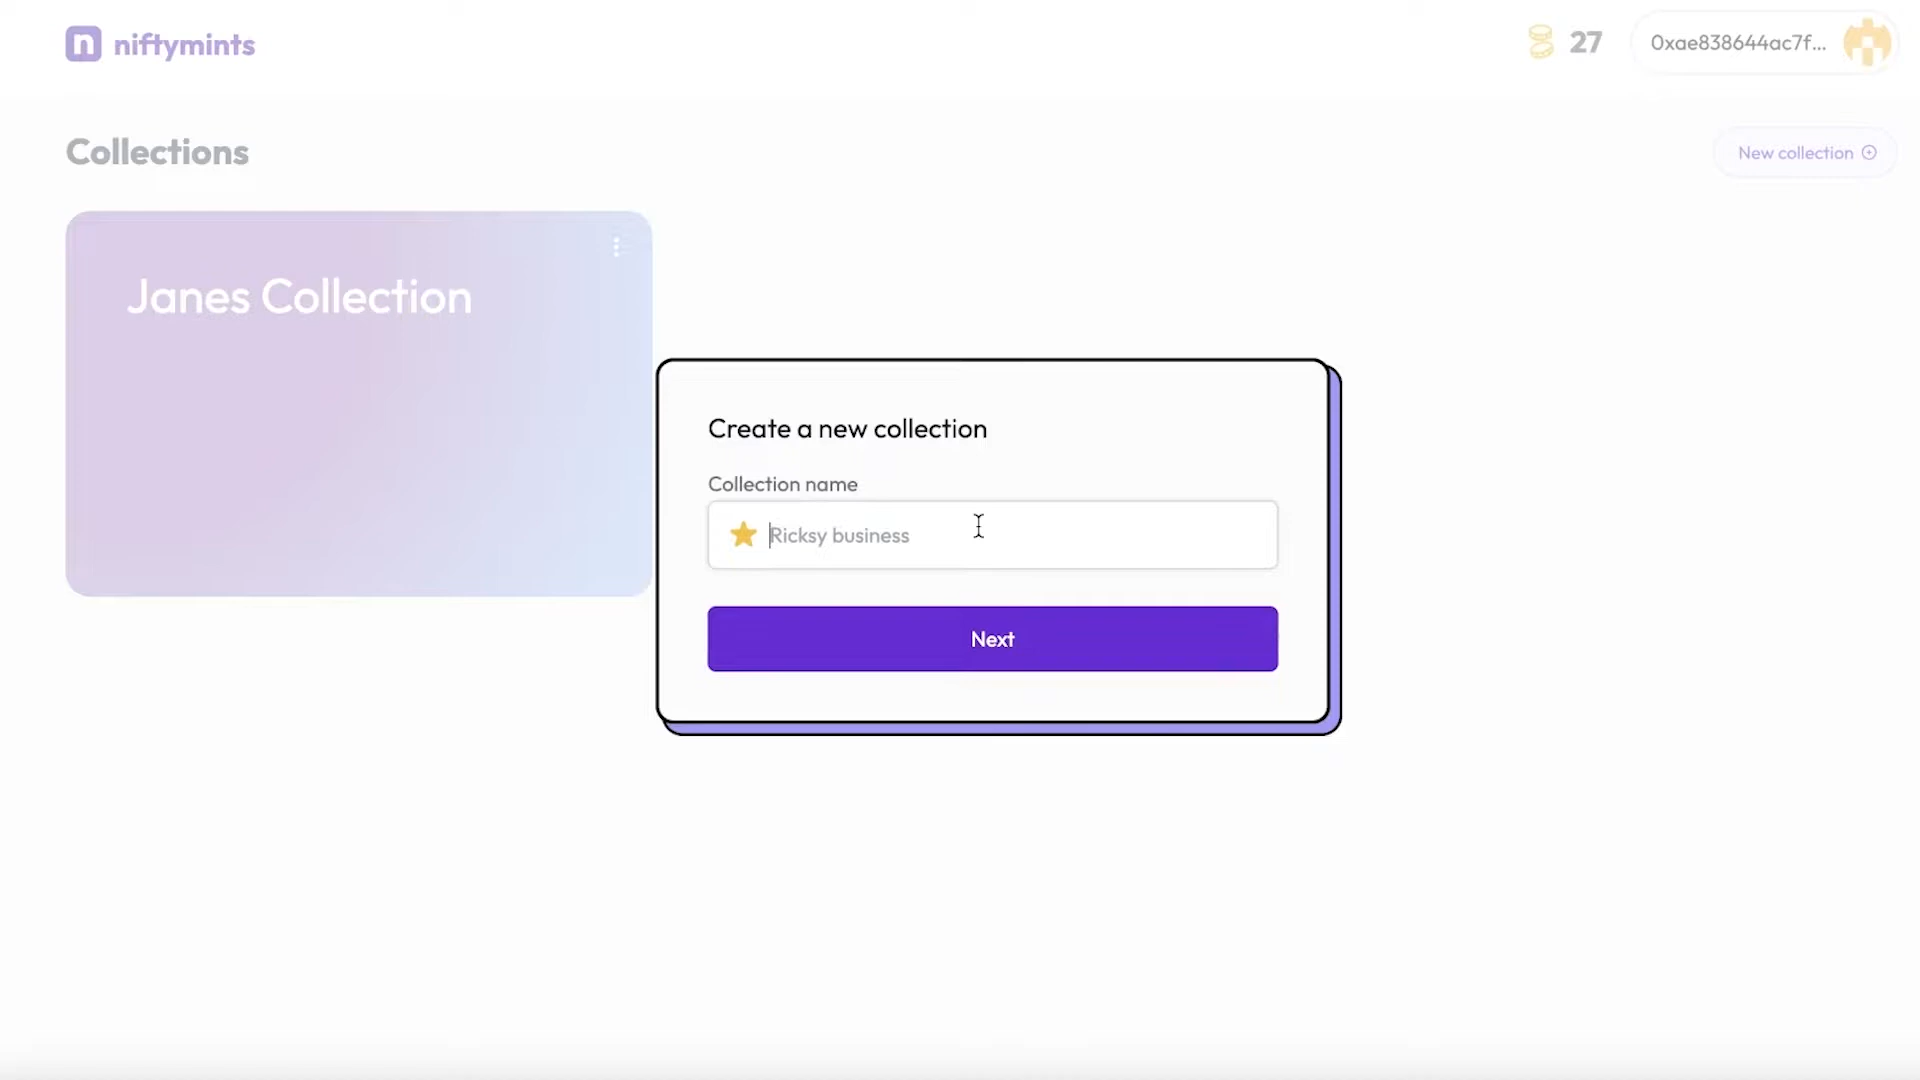 niftymints
27
0xae838644ac7f...
Collections
New collection
Janes Collection
Create a new collection
Collection name
Ricksy business
Next